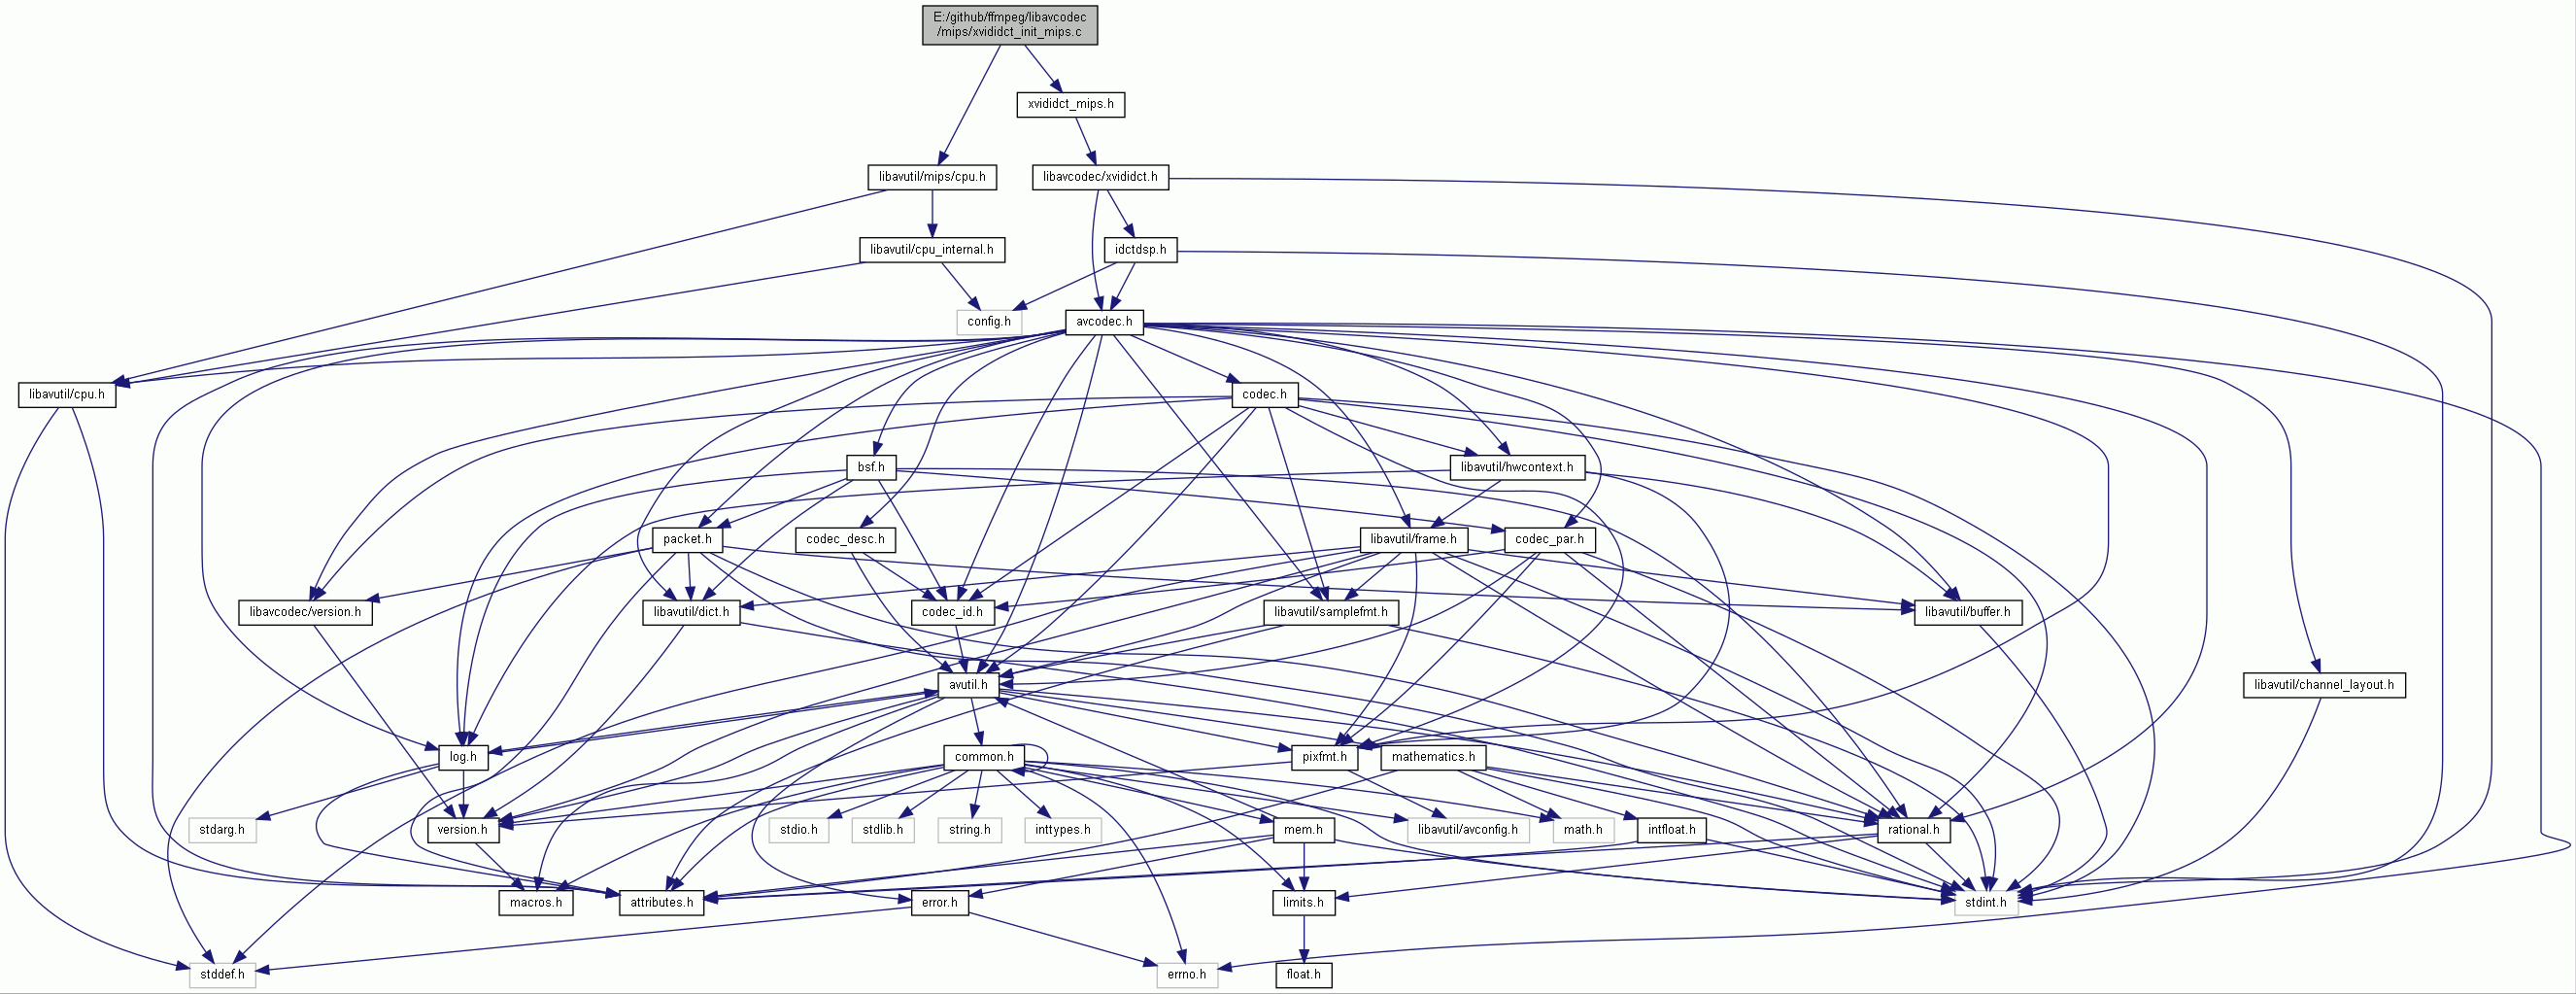 E:/github/ffmpeg/libavcodec
/mips/xvididct_init_mips.c
xvididct_mips.h
libavutil/mips/cpu.h
libavcodec/xvididct.h
libavutil/cpu_internal.h
idctdsp.h
config.h
avcodec.h
libavutil/cpu.h
codec.h
bsf.h
libavutil/hwcontext.h
packet.h
codec_desc.h
libavutil/frame.h
codec_par.h
libavcodec/version.h
libavutil/dict.h
codec_id.h
libavutil/samplefmt.h
libavutil/buffer.h
avutil.h
libavutil/channel_layout.h
log.h
common.h
pixfmt.h
mathematics.h
stdarg.h
version.h
stdio.h
stdlib.h
string.h
inttypes.h
mem.h
libavutil/avconfig.h
math.h
intfloat.h
rational.h
macros.h
attributes.h
error.h
limits.h
stdint.h
stddef.h
errno.h
float.h